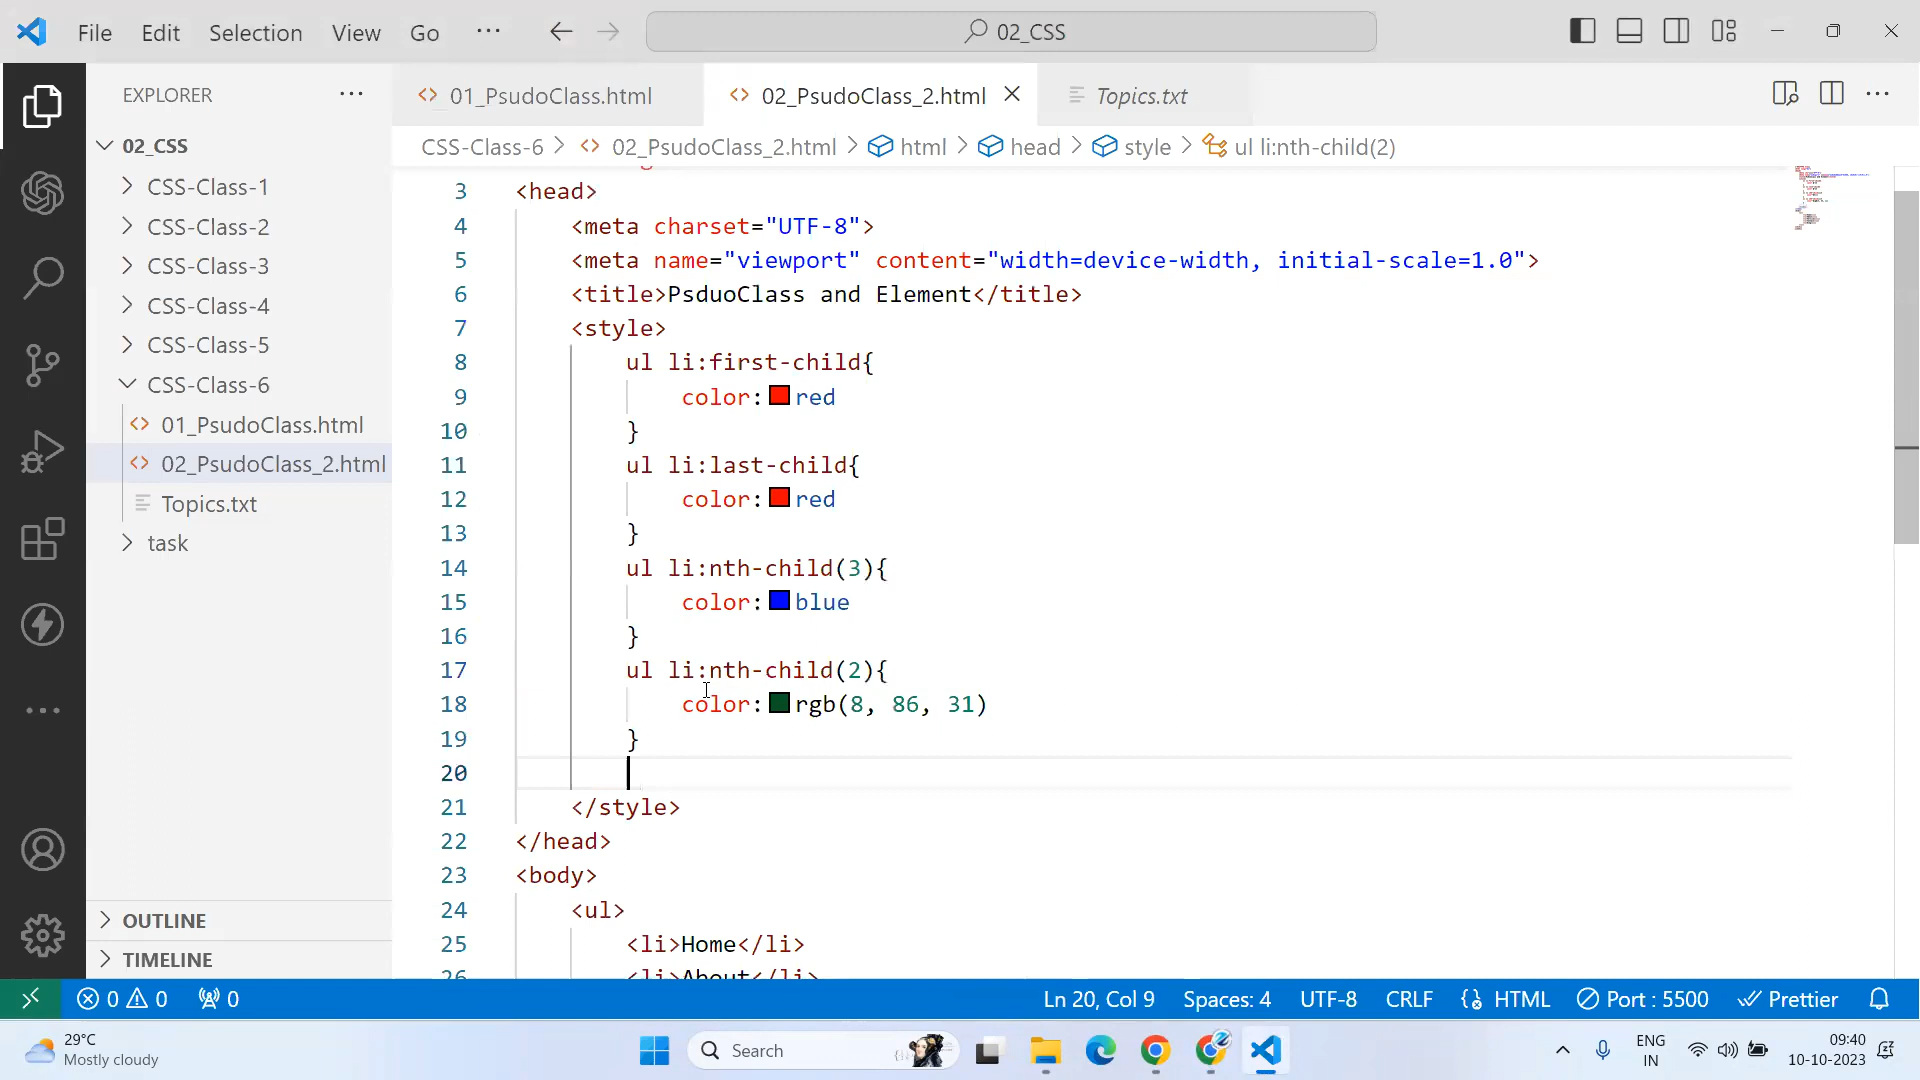 File Edit Selection View Go ... 02_CSS
EXPLORER ...
01_PsudoClass.html 02_PsudoClass_2.html Topics.txt ...
CSS-Class-6 > 02_PsudoClass_2.html > html > head > style > ul li:nth-child(2)
02_CSS
CSS-Class-1
CSS-Class-2
CSS-Class-3
CSS-Class-4
CSS-Class-5
CSS-Class-6
01_PsudoClass.html
02_PsudoClass_2.html
Topics.txt
task
OUTLINE
TIMELINE
3 <head>
4 <meta charset="UTF-8">
5 <meta name="viewport" content="width=device-width, initial-scale=1.0">
6 <title>PsduoClass and Element</title>
7 <style>
8 ul li:first-child{
9 color:red
10 }
11 ul li:last-child{
12 color:red
13 }
14 ul li:nth-child(3){
15 color:blue
16 }
17 ul li:nth-child(2){
18 color:rgb(8, 86, 31)
19 }
20
21 </style>
22 </head>
23 <body>
24 <ul>
25 <li>Home</li>
26 <li>About</li>
0 0 0 Ln 20, Col 9 Spaces: 4 UTF-8 CRLF HTML Port : 5500 Prettier
29°C
Mostly cloudy
Search
ENG
IN
09:40
10-10-2023